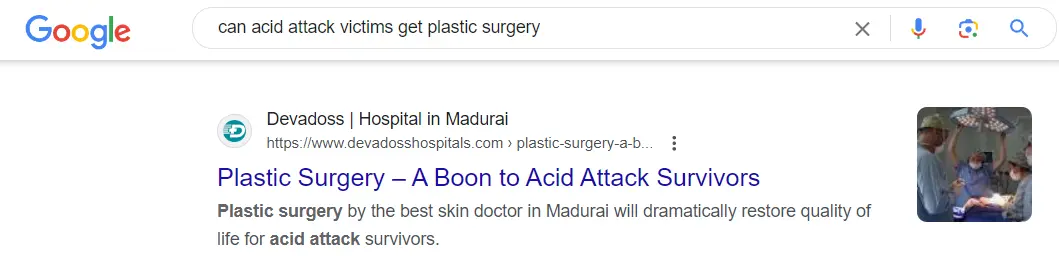 Google
can acid attack victims get plastic surgery
Devadoss | Hospital in Madurai
https://www.devadosshospitals.com › plastic-surgery-a-b...
Plastic Surgery – A Boon to Acid Attack Survivors
Plastic surgery by the best skin doctor in Madurai will dramatically restore quality of
life for acid attack survivors.